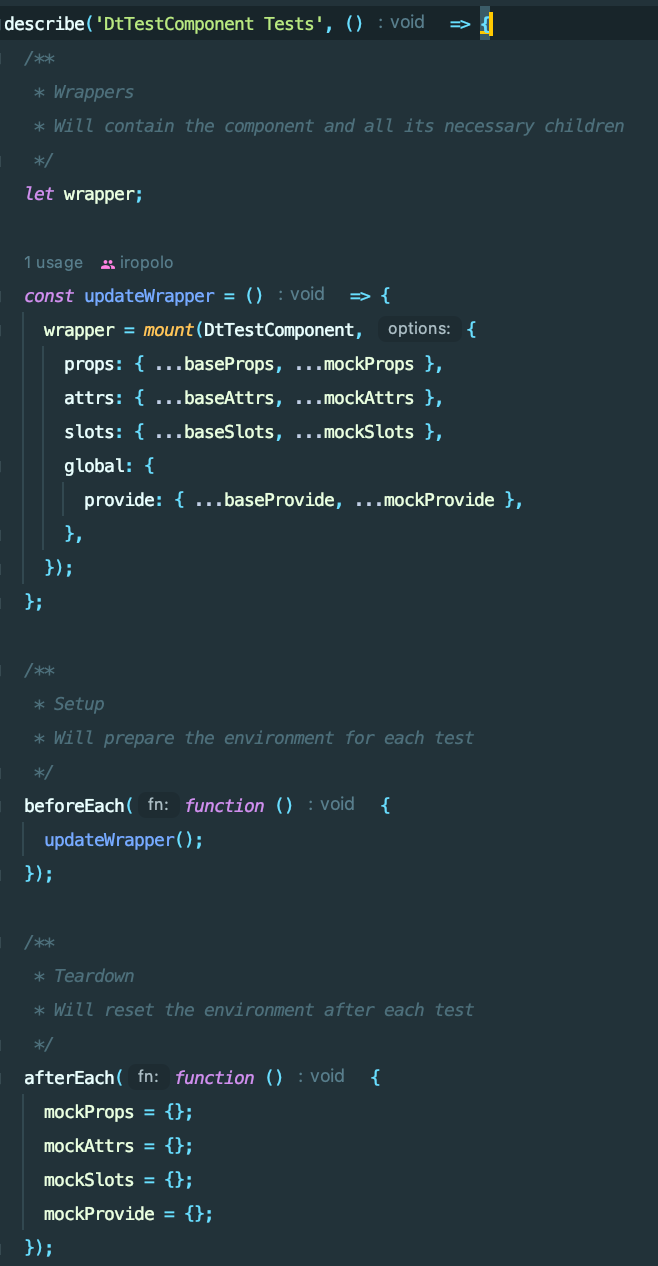 describe('DtTestComponent Tests', () : void => {
/**
* Wrappers
* Will contain the component and all its necessary children
*/
let wrapper;
1 usage iropolo
const updateWrapper = () : void => {
wrapper = mount(DtTestComponent, options: {
props: { ...baseProps, ...mockProps },
attrs: { ...baseAttrs, ...mockAttrs },
slots: { ...baseSlots, ...mockSlots },
global: {
provide: { ...baseProvide, ...mockProvide },
},
});
};
/**
* Setup
* Will prepare the environment for each test
*/
beforeEach( fn: function () : void {
updateWrapper();
});
/**
* Teardown
* Will reset the environment after each test
*/
afterEach( fn: function () : void {
mockProps = {};
mockAttrs = {};
mockSlots = {};
mockProvide = {};
});